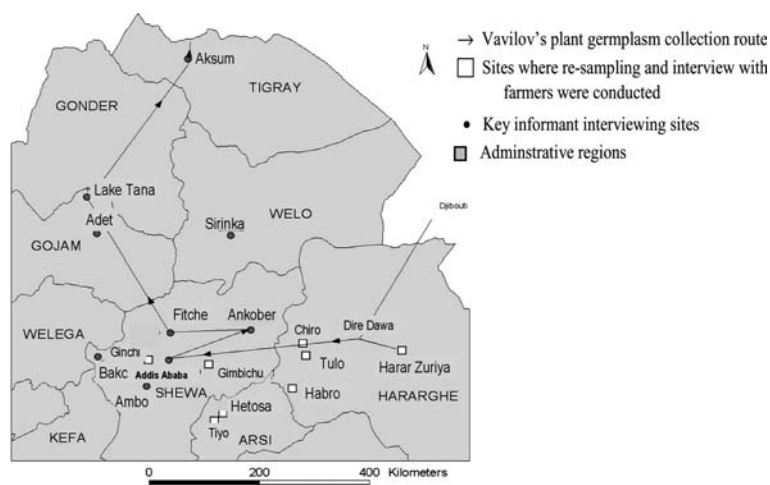 Aksum
TIGRAY
GONDER
N
→ Vavilov's plant germplasm collection route
Sites where re-sampling and interview with
farmers were conducted
Key informant interviewing sites
Adminstrative regions
Lake Tana
Adet
GOJAM
Sirinka
WELO
Djibouti
Fitche
Ankober
WELEGA
Ginchi
Bakc
Addis Ababa
Gimbichu
Chiro
Dire Dawa
Tulo
Harar Zuriya
Ambo
SHEWA
Habro
HARARGHE
Hetosa
Tiyo
KEFA
ARSI
0 200 400 Kilometers